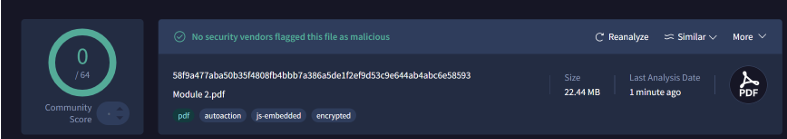 0
/ 64
Community
Score
-
No security vendors flagged this file as malicious
Reanalyze
Similar
More
58f9a477aba50b35f4808fb4bbb7a386a5de1f2ef9d53c9e644ab4abc6e58593
Module 2.pdf
pdf
autoaction
js-embedded
encrypted
Size
22.44 MB
Last Analysis Date
1 minute ago
PDF